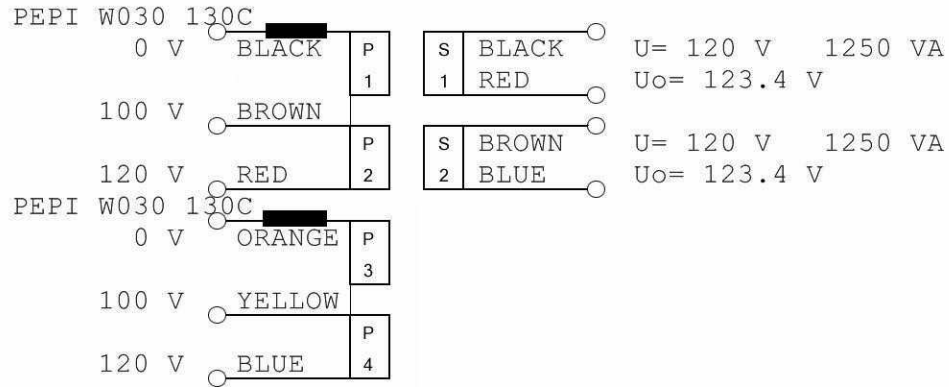 PEPI W030 130C
0 V BLACK P 1 S 1 BLACK U= 120 V 1250 VA
RED Uo= 123.4 V
100 V BROWN
P 2 S 2 BROWN U= 120 V 1250 VA
120 V RED BLUE Uo= 123.4 V
PEPI W030 130C
0 V ORANGE P 3
100 V YELLOW
P 4
120 V BLUE